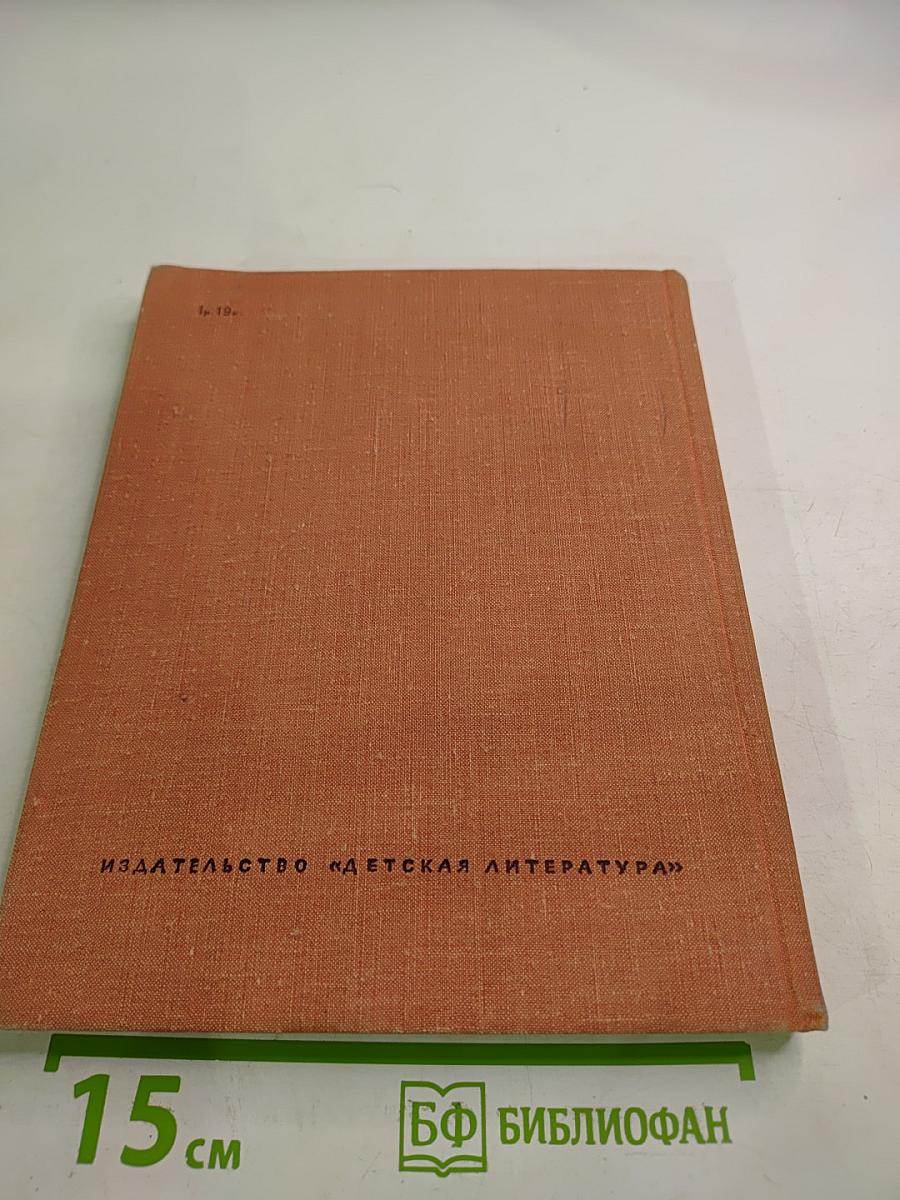 1р.19к.
ИЗДАТЕЛЬСТВО «ДЕТСКАЯ ЛИТЕРАТУРА»
15 см
БФ БИБЛИОФАН